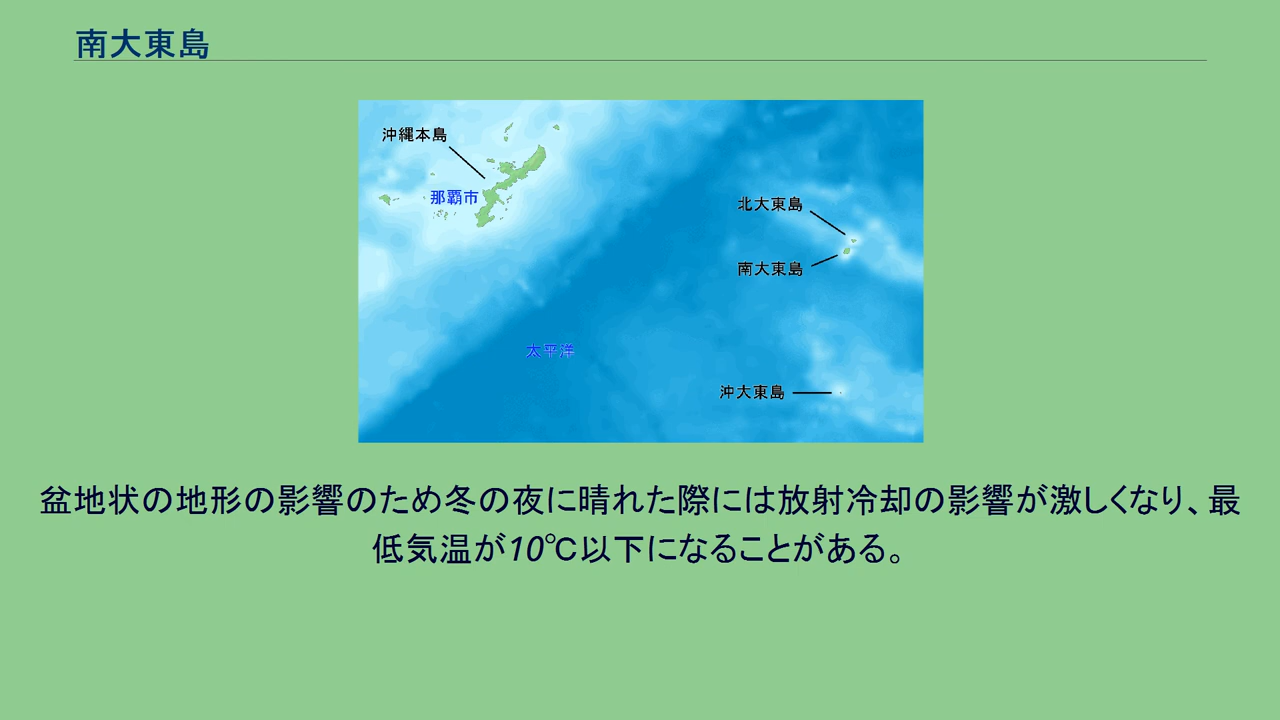 南大東島
沖縄本島
那覇市
北大東島
南大東島
太平洋
沖大東島
盆地状の地形の影響のため冬の夜に晴れた際には放射冷却の影響が激しくなり、最
低気温が10℃以下になることがある。